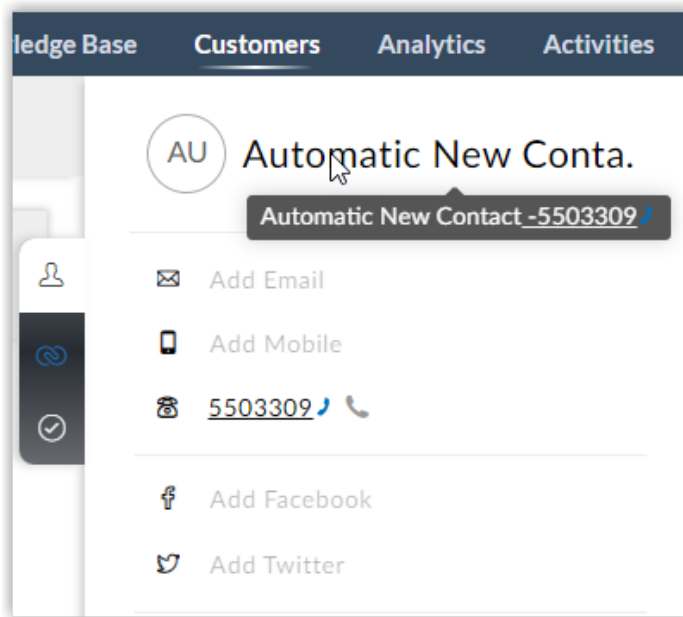 ledge Base Customers Analytics Activities
AU Automatic New Conta.
Automatic New Contact -5503309
Add Email
Add Mobile
5503309
Add Facebook
Add Twitter